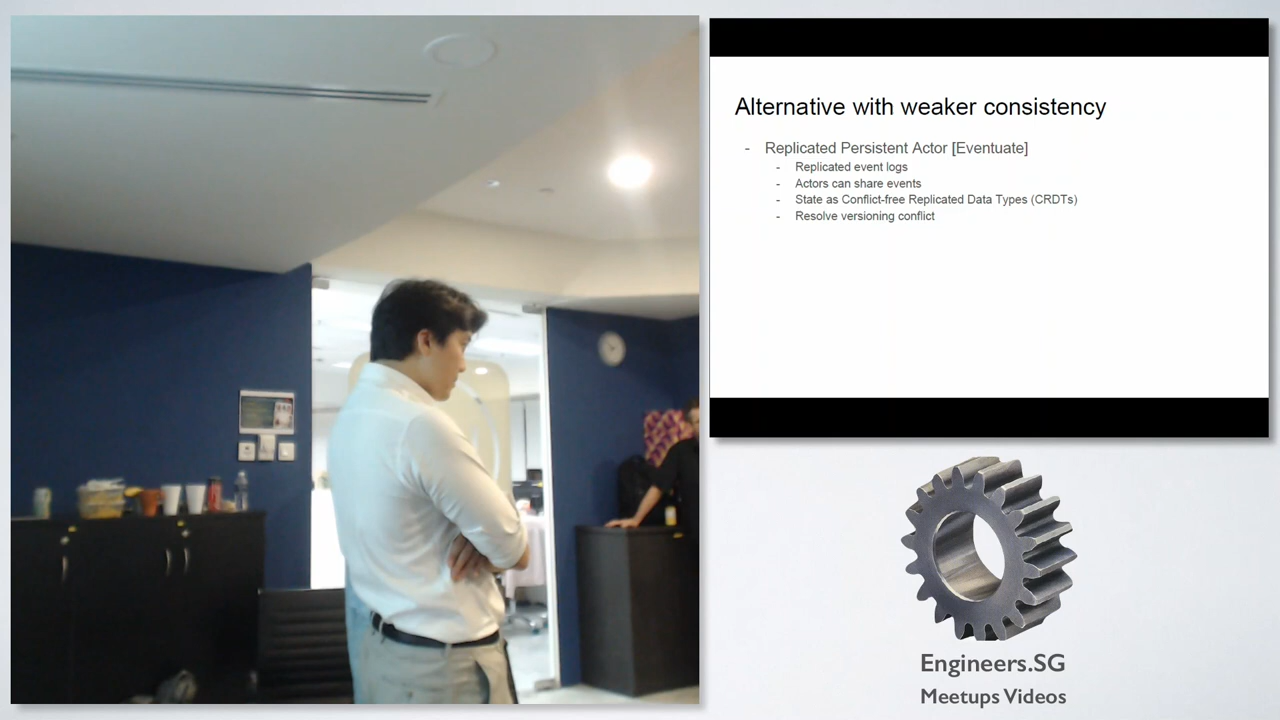 Alternative with weaker consistency
- Replicated Persistent Actor [Eventuate]
- Replicated event logs
- Actors can share events
- State as Conflict-free Replicated Data Types (CRDTs)
- Resolve versioning conflict
Engineers.SG
Meetups Videos